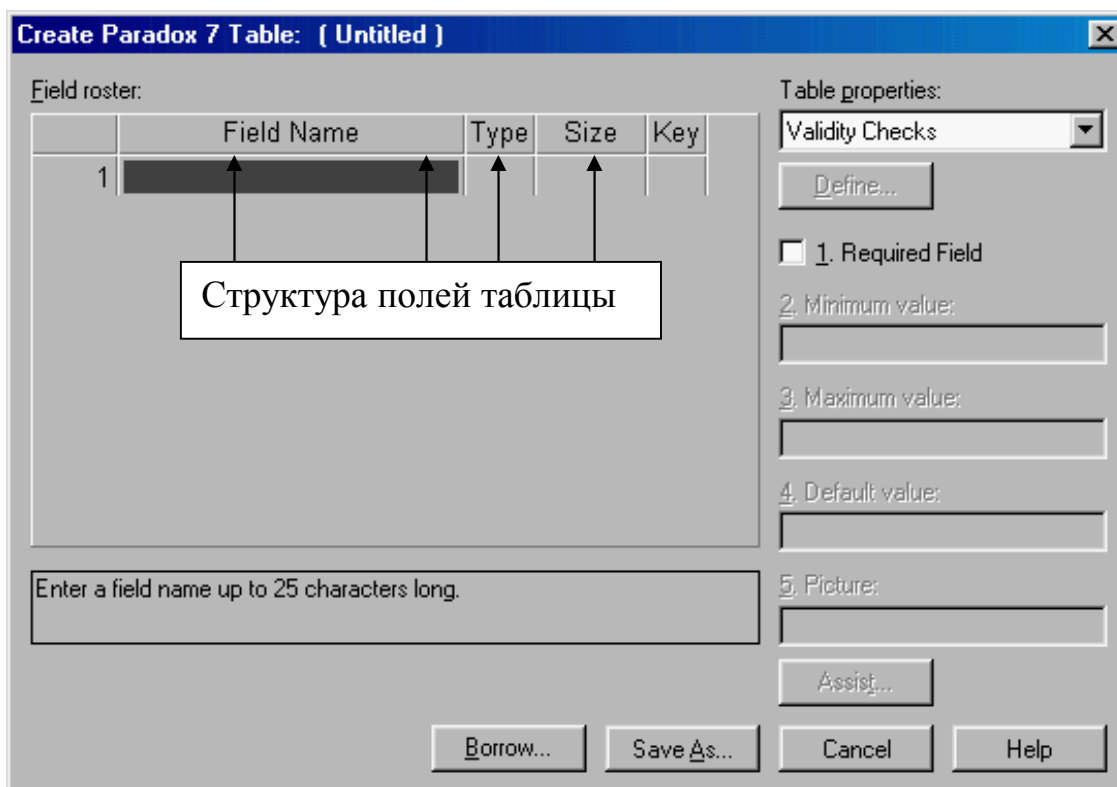 Create Paradox 7 Table: ( Untitled )
Field roster:
Field Name Type Size Key
1
Структура полей таблицы
Enter a field name up to 25 characters long.
Table properties:
Validity Checks
Define...
1. Required Field
2. Minimum value:
3. Maximum value:
4. Default value:
5. Picture:
Assist...
Borrow... Save As... Cancel Help